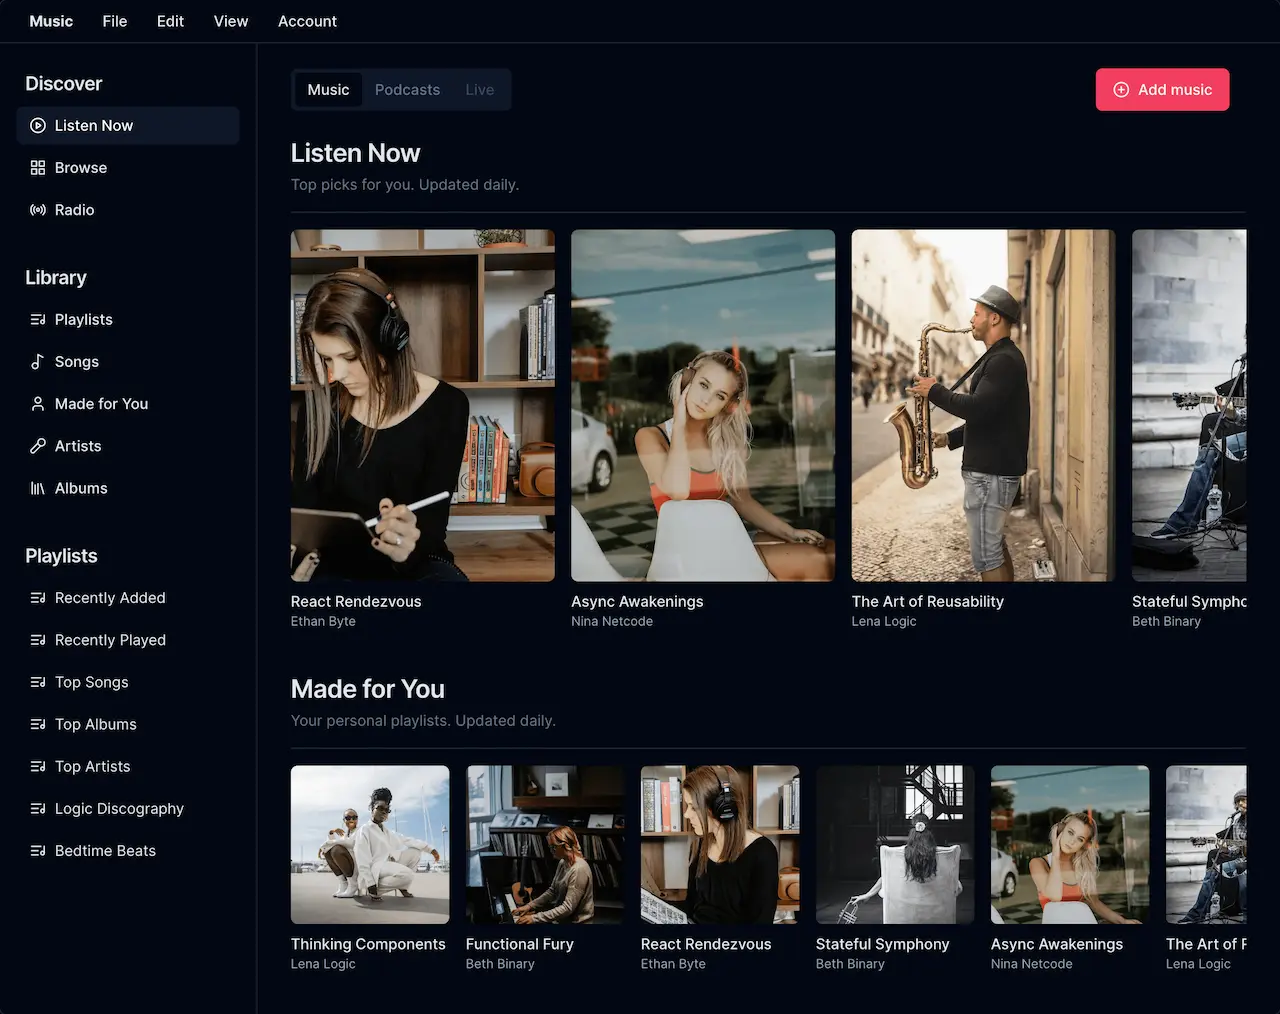 Music File Edit View Account
Discover
Listen Now
Browse
Radio
Library
Playlists
Songs
Made for You
Artists
Albums
Playlists
Recently Added
Recently Played
Top Songs
Top Albums
Top Artists
Logic Discography
Bedtime Beats
Music Podcasts Live
Add music
Listen Now
Top picks for you. Updated daily.
React Rendezvous
Ethan Byte
Async Awakenings
Nina Netcode
The Art of Reusability
Lena Logic
Stateful Sympho
Beth Binary
Made for You
Your personal playlists. Updated daily.
Thinking Components
Lena Logic
Functional Fury
Beth Binary
React Rendezvous
Ethan Byte
Stateful Symphony
Beth Binary
Async Awakenings
Nina Netcode
The Art of
Lena Logic